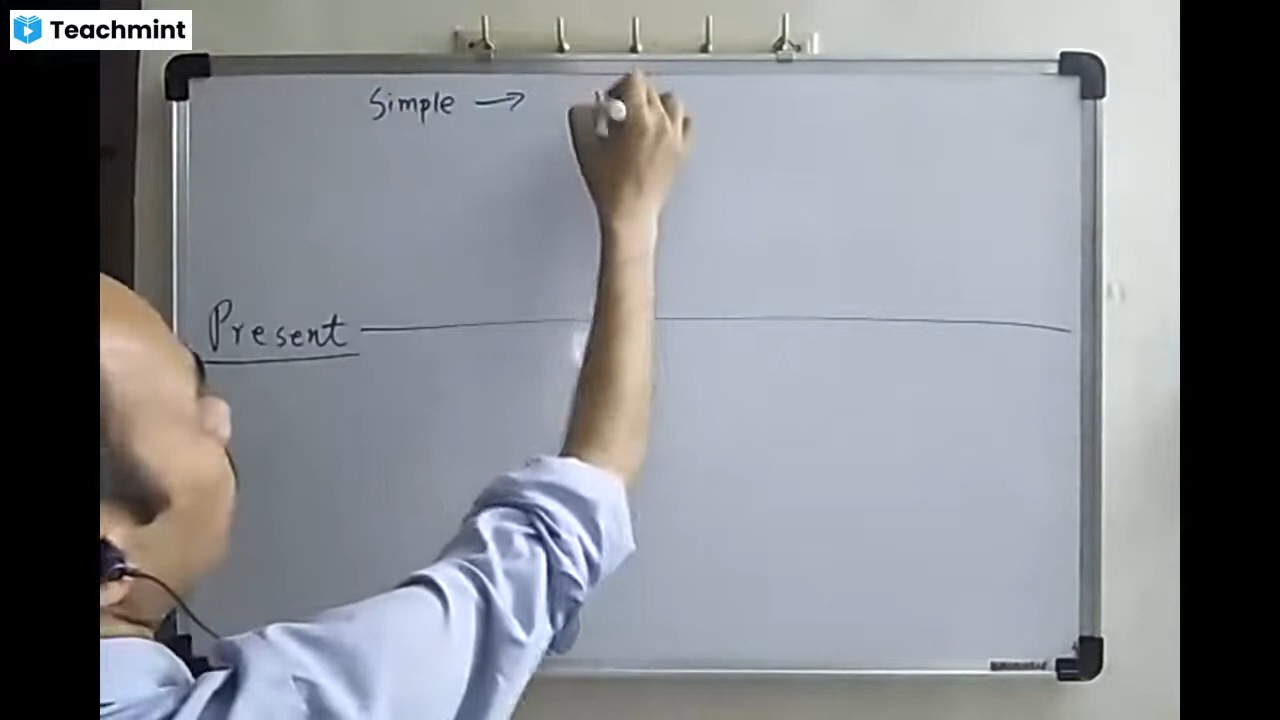 Teachmint
Simple →
Present